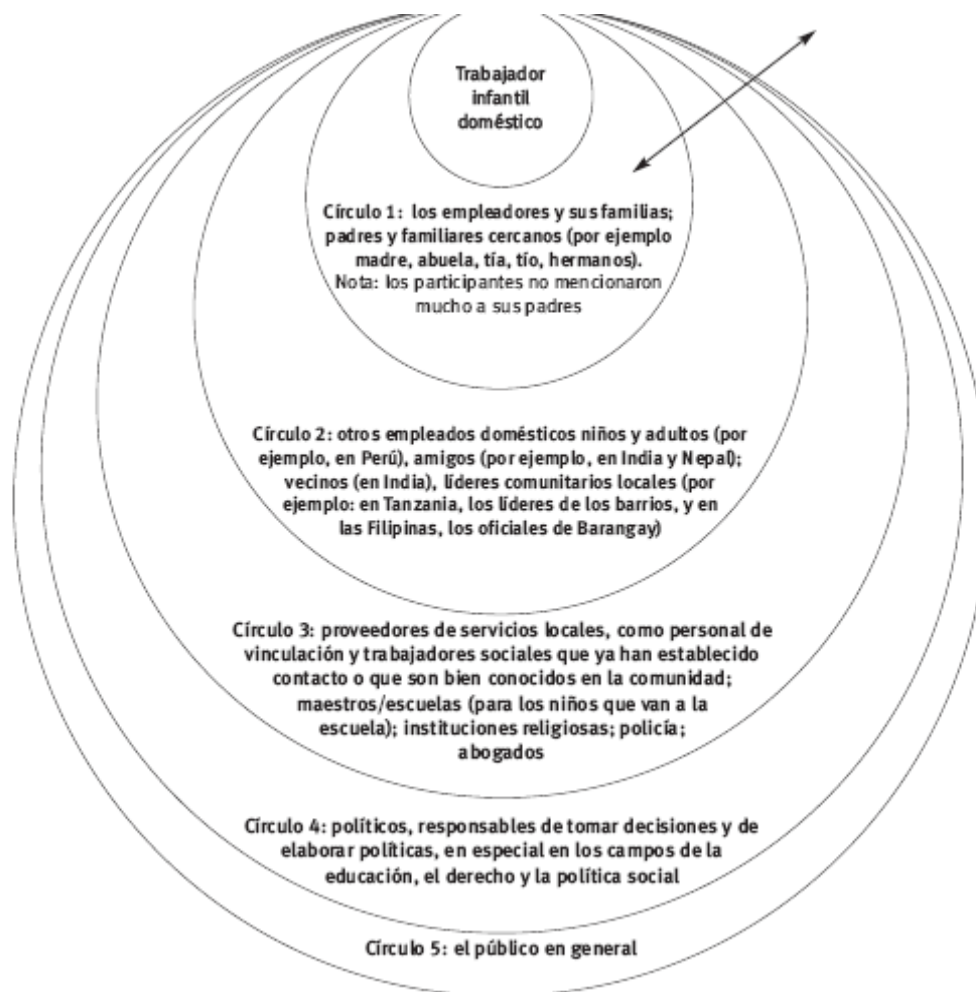 Trabajador
infantil
doméstico
Círculo 1: los empleadores y sus familias;
padres y familiares cercanos (por ejemplo
madre, abuela, tía, tío, hermanos).
Nota: los participantes no mencionaron
mucho a sus padres
Círculo 2: otros empleados domésticos niños y adultos (por
ejemplo, en Perú), amigos (por ejemplo, en India y Nepal);
vecinos (en India), líderes comunitarios locales (por
ejemplo: en Tanzania, los líderes de los barrios, y en
las Filipinas, los oficiales de Barangay)
Círculo 3: proveedores de servicios locales, como personal de
vinculación y trabajadores sociales que ya han establecido
contacto o que son bien conocidos en la comunidad;
maestros/escuelas (para los niños que van a la
escuela); instituciones religiosas; policía;
abogados
Círculo 4: políticos, responsables de tomar decisiones y de
elaborar políticas, en especial en los campos de la
educación, el derecho y la política social
Círculo 5: el público en general